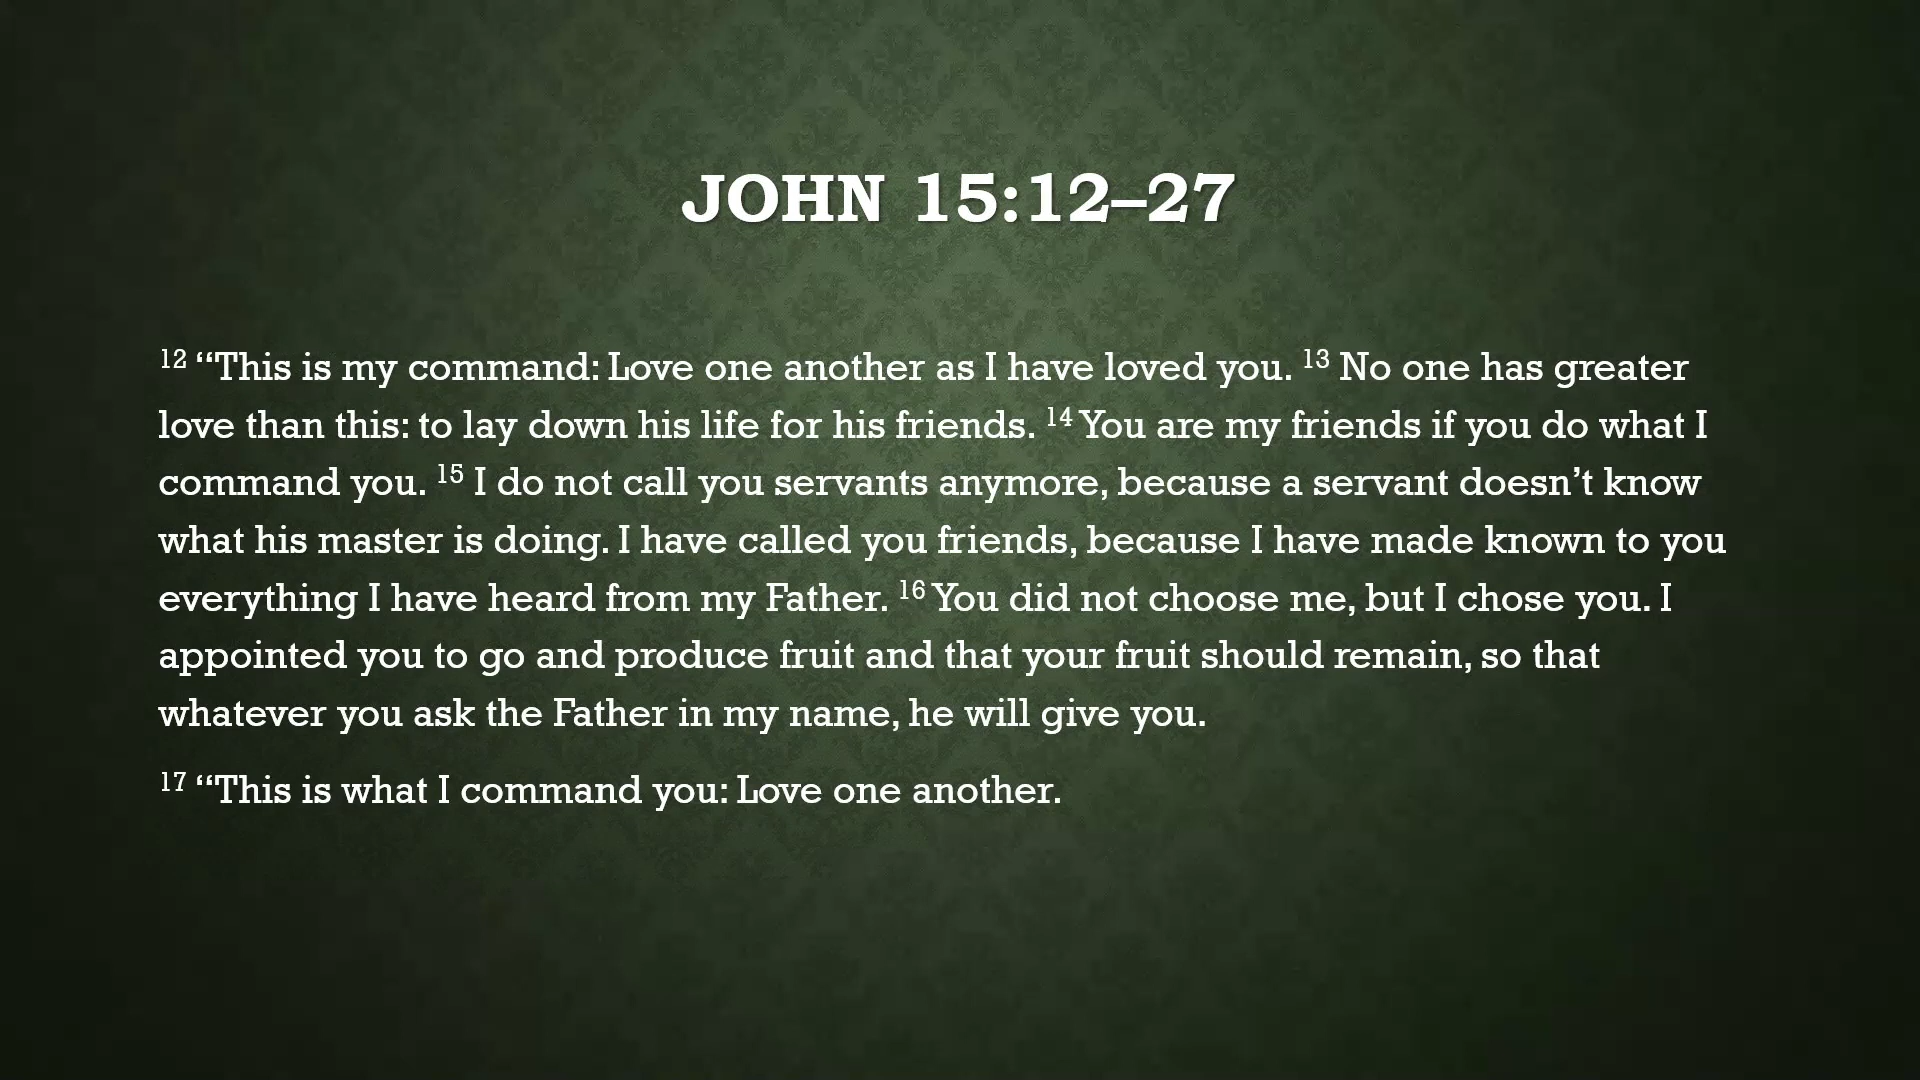 JOHN 15:12–27
12 “This is my command: Love one another as I have loved you. 13 No one has greater
love than this: to lay down his life for his friends. 14 You are my friends if you do what I
command you. 15 I do not call you servants anymore, because a servant doesn’t know
what his master is doing. I have called you friends, because I have made known to you
everything I have heard from my Father. 16 You did not choose me, but I chose you. I
appointed you to go and produce fruit and that your fruit should remain, so that
whatever you ask the Father in my name, he will give you.
17 “This is what I command you: Love one another.